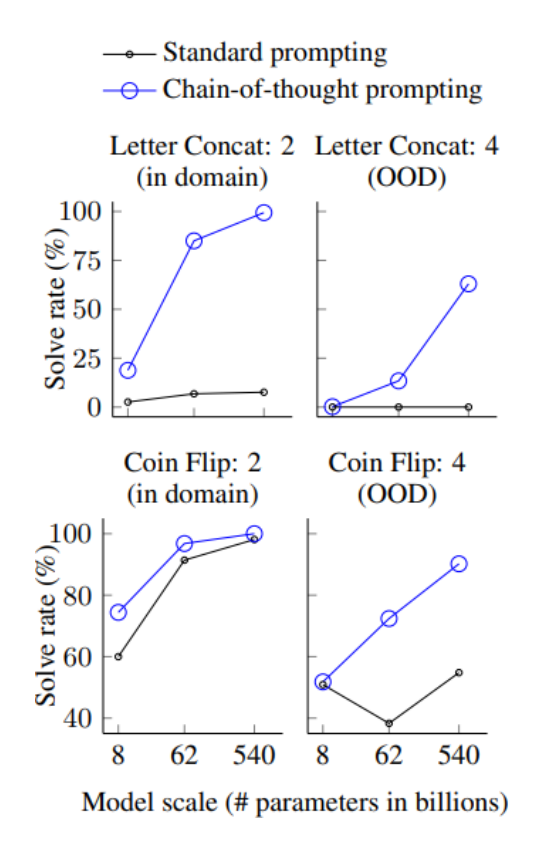 Standard prompting
Chain-of-thought prompting
Letter Concat: 2
(in domain)
Letter Concat: 4
(OOD)
Solve rate (%)
100
75
50
25
0
Coin Flip: 2
(in domain)
Coin Flip: 4
(OOD)
Solve rate (%)
100
80
60
40
8 62 540
8 62 540
Model scale (# parameters in billions)